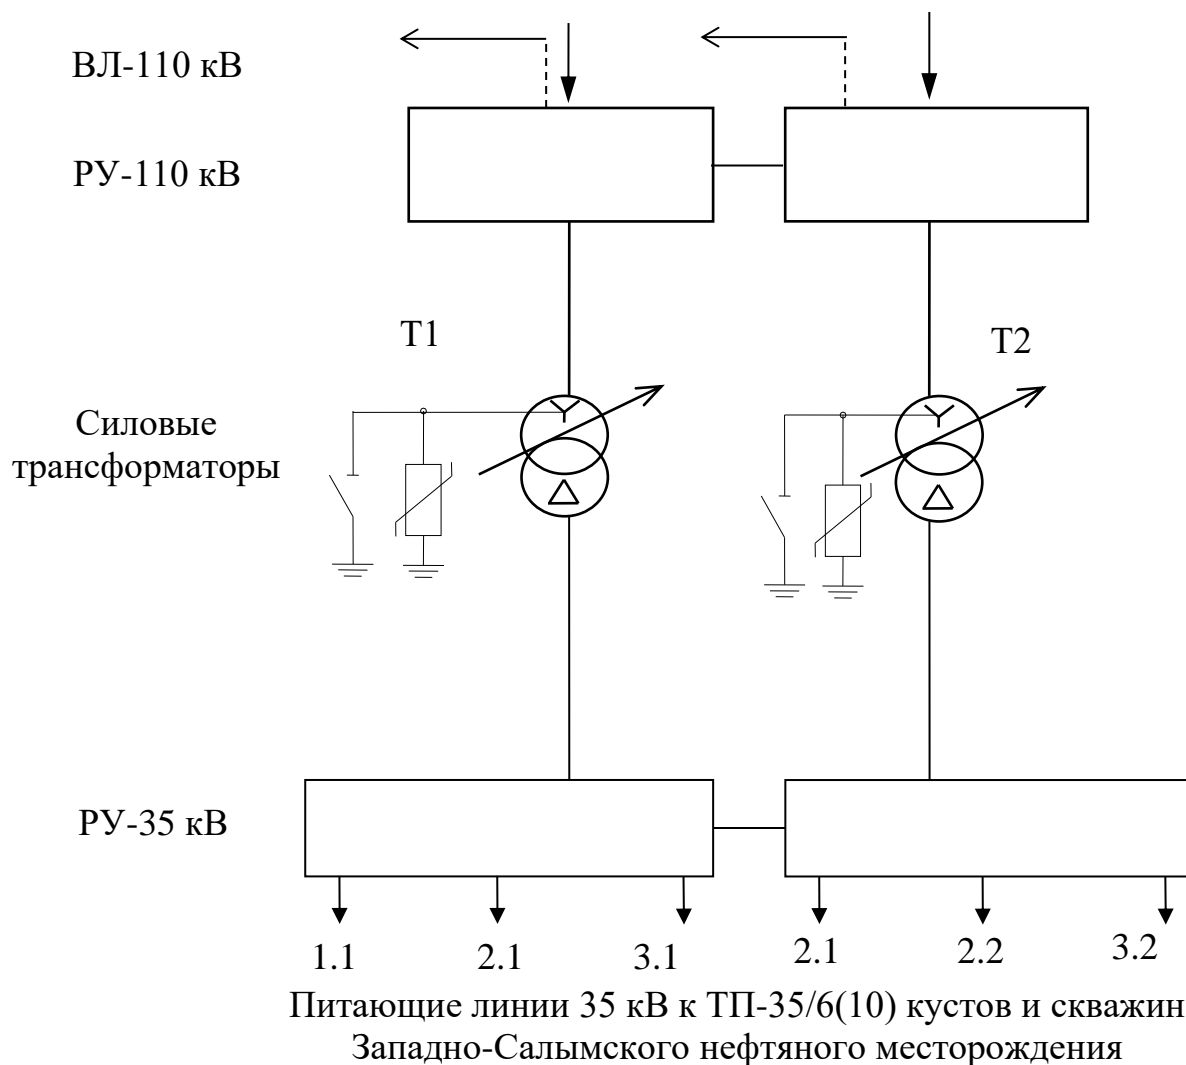 ВЛ-110 кВ
РУ-110 кВ
Т1
Т2
Силовые
трансформаторы
РУ-35 кВ
1.1
2.1
3.1
2.1
2.2
3.2
Питающие линии 35 кВ к ТП-35/6(10) кустов и скважин
Западно-Салымского нефтяного месторождения